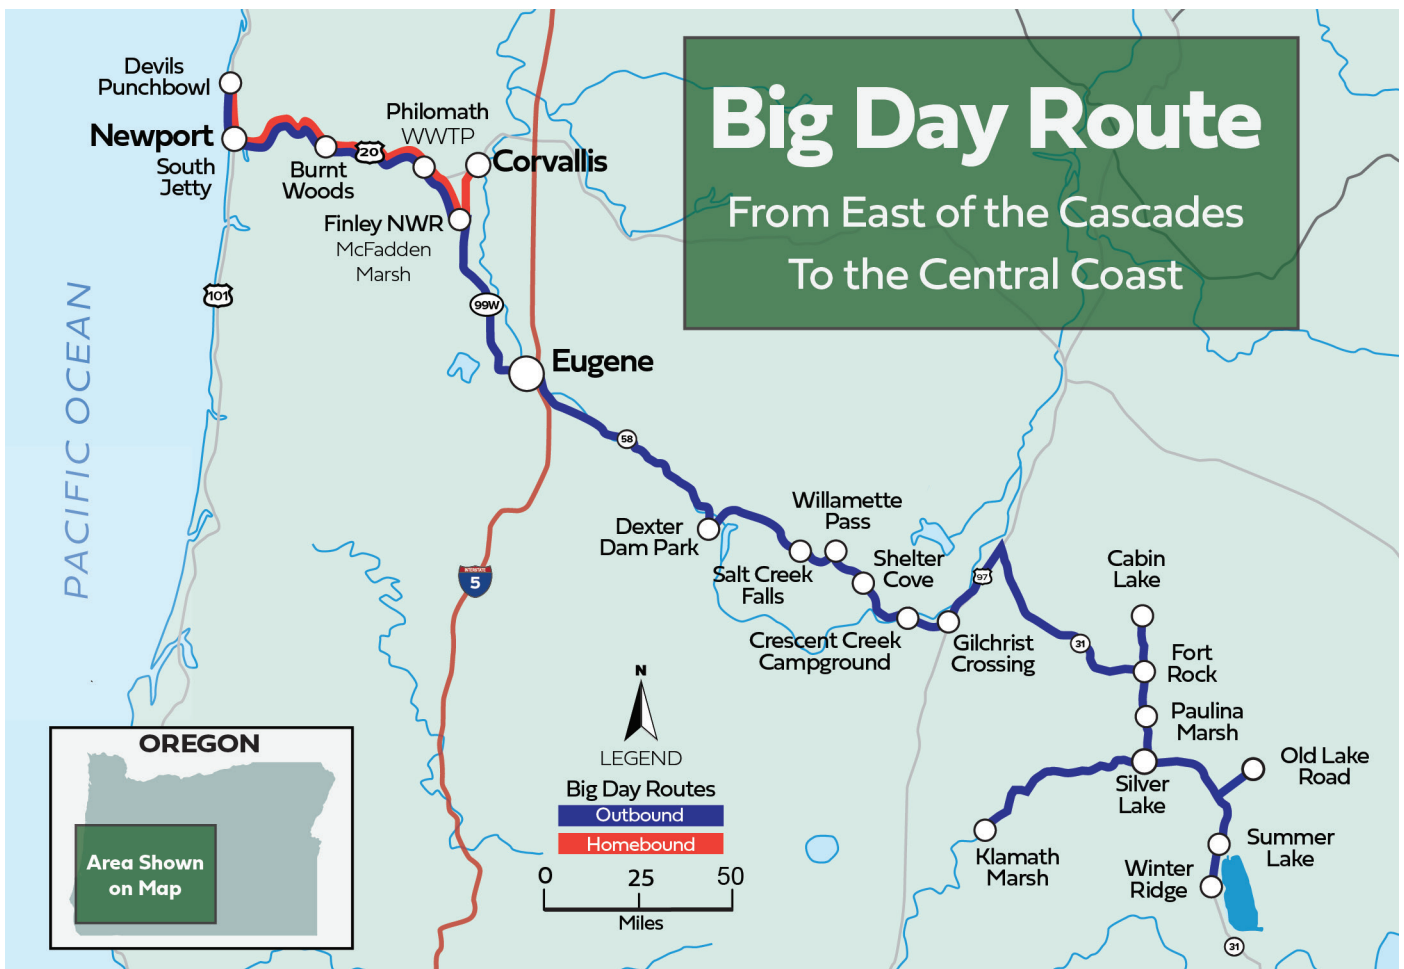 Big Day Route
From East of the Cascades
To the Central Coast
Devils
Punchbowl
Newport
South
Jetty
Burnt
Woods
20
Philomath
WWTP
Corvallis
Finley NWR
McFadden
Marsh
101
99W
PACIFIC OCEAN
Eugene
58
Dexter
Dam Park
Willamette
Pass
Salt Creek
Falls
Shelter
Cove
Crescent Creek
Campground
97
Gilchrist
Crossing
INTERSTATE
5
31
Cabin
Lake
Fort
Rock
Paulina
Marsh
Silver
Lake
Old Lake
Road
Klamath
Marsh
Summer
Lake
Winter
Ridge
31
OREGON
Area Shown
on Map
N
LEGEND
Big Day Routes
Outbound
Homebound
0 25 50
Miles